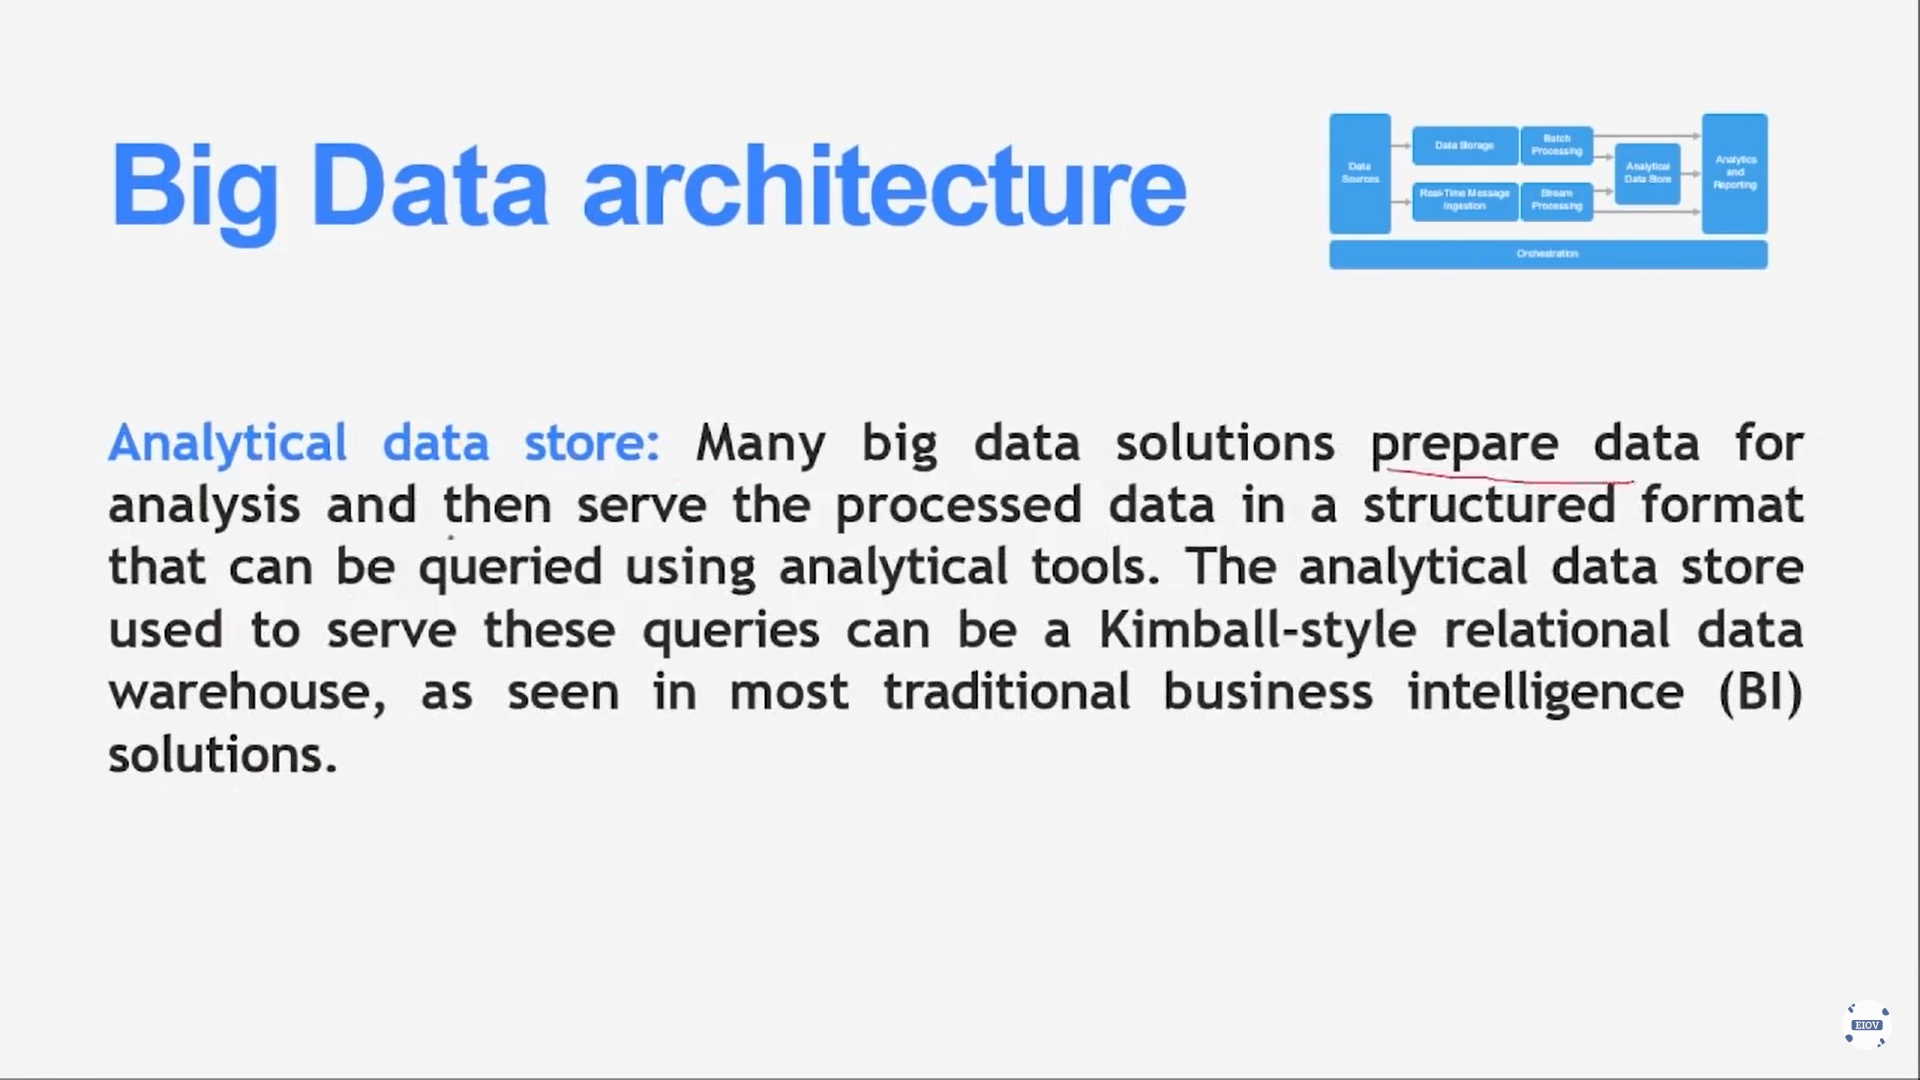 Big Data architecture
Data
Sources
Data Storage
Batch
Processing
Real-Time Message
Ingestion
Stream
Processing
Analytical
Data Store
Analytics
and
Reporting
Orchestration
Analytical data store: Many big data solutions prepare data for
analysis and then serve the processed data in a structured format
that can be queried using analytical tools. The analytical data store
used to serve these queries can be a Kimball-style relational data
warehouse, as seen in most traditional business intelligence (BI)
solutions.
EIOV